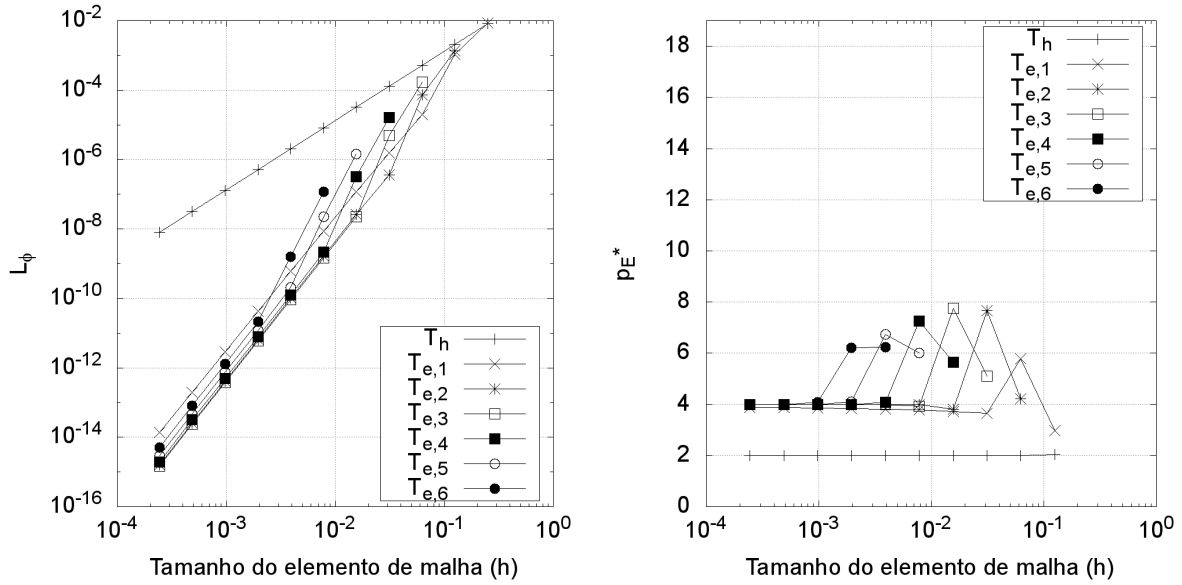 10⁻²
10⁻⁴
10⁻⁶
10⁻⁸
10⁻¹⁰
10⁻¹²
10⁻¹⁴
10⁻¹⁶
L_ϕ
10⁻⁴ 10⁻³ 10⁻² 10⁻¹ 10⁰
Tamanho do elemento de malha (h)
T_h
T_e,1
T_e,2
T_e,3
T_e,4
T_e,5
T_e,6
18
16
14
12
10
8
6
4
2
0
p_E*
10⁻⁴ 10⁻³ 10⁻² 10⁻¹ 10⁰
Tamanho do elemento de malha (h)
T_h
T_e,1
T_e,2
T_e,3
T_e,4
T_e,5
T_e,6